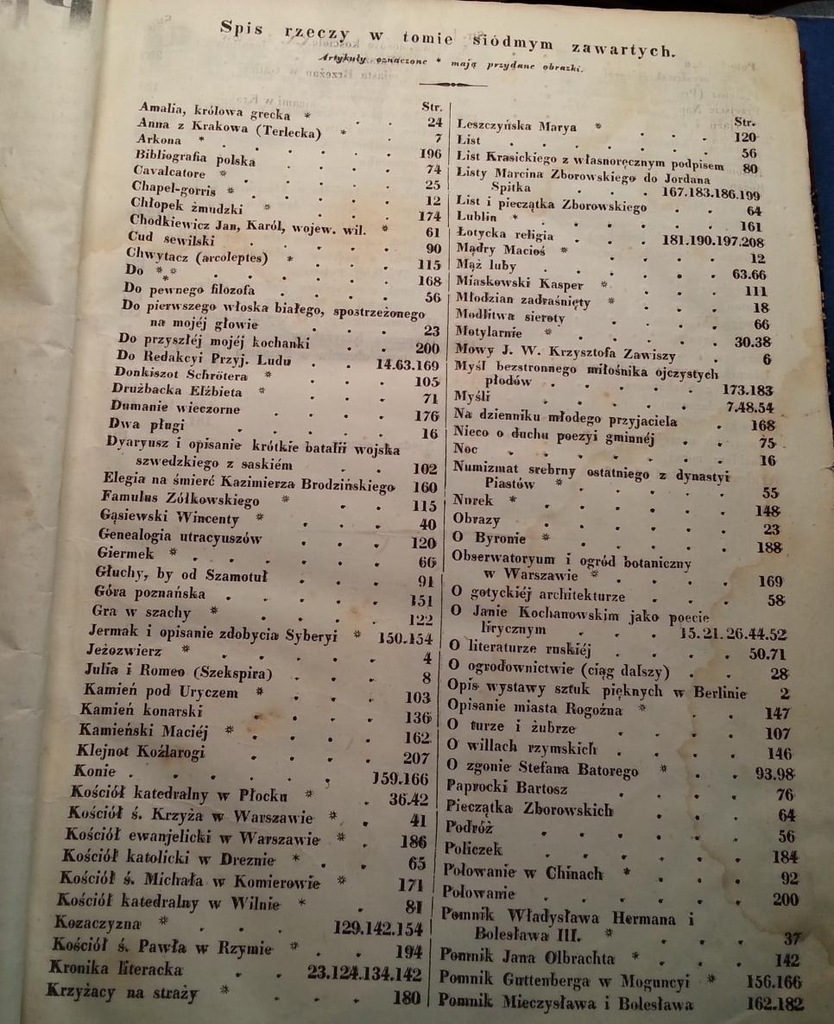 Spis rzeczy w tomie siódmym zawartych.
Artykuły oznaczone * mają przydane obrazki.
Str.
Amalia, królowa grecka * . . 24
Anna z Krakowa (Terlecka) * . 7
Arkona * . . . . 196
Bibliografia polska . . . . 74
Cavalcatore * . . . . 25
Chapel-gorris * . . . . 12
Chłopek żmudzki * . . . . 174
Chodkiewicz Jan, Karól, wojew. wil. * 61
Cud sewilski . . . . 90
Chwytacz (arcoleptes) * . . . 115
Do *** . . . . . 168
Do pewnego filozofa . . . . 56
Do pierwszego włoska białego, spostrzeżonego
na mojéj głowie . . . 23
Do przyszłéj mojéj kochanki . . 200
Do Redakcyi Przyj. Ludu . . 14.63.169
Donkiszot Schrötera * . . . 105
Drużbacka Elżbieta * . . . 71
Dumanie wieczorne . . . . 176
Dwa pługi . . . . . 16
Dyaryusz i opisanie krótkie batalii wojska
szwedzkiego z saskiém . . 102
Elegia na śmierć Kazimierza Brodzińskiego 160
Famulus Zółkowskiego * . . . 115
Gąsiewski Wincenty * . . . 40
Genealogia utracyuszów . . . 120
Giermek * . . . . . 66
Głuchy, by od Szamotuł . . . 91
Góra poznańska . . . . 151
Gra w szachy * . . . . 122
Jermak i opisanie zdobycia Syberyi * 150.154
Jeżozwierz * . . . . . 4
Julia i Romeo (Szekspira) . . . 8
Kamień pod Uryczem * . . . 103
Kamień konarski . . . . 136
Kamieński Maciéj * . . . . 162
Klejnot Kozlarogi . . . . 207
Konie . . . . . . 159.166
Kościół katedralny w Płocku * . 36.42
Kościół ś. Krzyża w Warszawie * . 41
Kościół ewanjelicki w Warszawie * . 186
Kościół katolicki w Dreznie * . . 65
Kościół ś. Michała w Komierowie * 171
Kościół katedralny w Wilnie * . 81
Kozaczyzna * . . . 129.142.154
Kościół ś. Pawła w Rzymie * . . 194
Kronika literacka . . 23.124.134.142
Krzyżacy na straży * . . . 180
Str.
Leszczyńska Marya * . . . 120
List . . . . . . 56
List Krasickiego z własnoręcznym podpisem 80
Listy Marcina Zborowskiego do Jordana
Spitka . . . 167.183.186.199
List i pieczątka Zborowskiego . . 64
Lublin * . . . . . 161
Łotycka religia . . . 181.190.197.208
Mądry Macioś * . . . . 12
Mąż luby . . . . . 63.66
Miaskowski Kasper * . . . 111
Młodzian zadraśnięty * . . . 18
Modlitwa sieroty . . . . 66
Motylarnie * . . . . 30.38
Mowy J. W. Krzysztofa Zawiszy . 6
Myśl bezstronnego miłośnika ojczystych
płodów . . . . . 173.183
Myśli . . . . . 7.48.54
Na dzienniku młodego przyjaciela . 168
Nieco o duchu poezyi gminnéj . . 75
Noc . . . . . . 16
Numizmat srebrny ostatniego z dynastyi
Piastów * . . . . 55
Nurek * . . . . . 148
Obrazy . . . . . 23
O Byronie * . . . . 188
Obserwatoryum i ogród botaniczny
w Warszawie * . . . . 169
O gotyckiéj architekturze . . . 58
O Janie Kochanowskim jako poecie
lirycznym . . . 15.21.26.44.52
O literaturze ruskiéj . . . 50.71
O ogrodownictwie (ciąg dalszy) . . 28
Opis wystawy sztuk pięknych w Berlinie 2
Opisanie miasta Rogoźna * . . 147
O turze i żubrze . . . . 107
O willach rzymskich . . . . 146
O zgonie Stefana Batorego * . . 93.98
Paprocki Bartosz . . . . 76
Pieczątka Zborowskich . . . 64
Podróż . . . . . 56
Policzek . . . . . 184
Polowanie w Chinach * . . . 92
Polowanie . . . . . 200
Pomnik Władysława Hermana i
Bolesława III. * . . . 37
Pomnik Jana Olbrachta * . . . 142
Pomnik Guttenberga w Moguncyi * 156.166
Pomnik Mieczysława i Bolesława 162.182